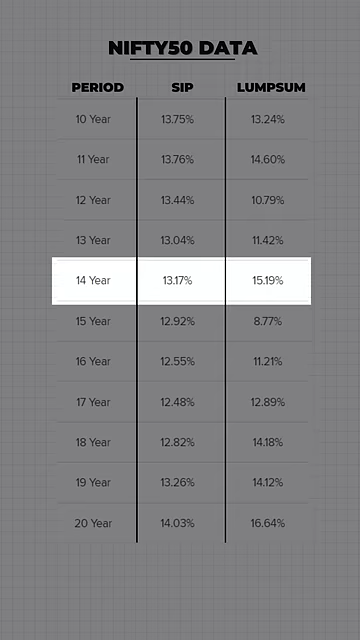 NIFTY50 DATA
PERIOD SIP LUMPSUM
10 Year 13.75% 13.24%
11 Year 13.76% 14.60%
12 Year 13.44% 10.79%
13 Year 13.04% 11.42%
14 Year 13.17% 15.19%
15 Year 12.92% 8.77%
16 Year 12.55% 11.21%
17 Year 12.48% 12.89%
18 Year 12.82% 14.18%
19 Year 13.26% 14.12%
20 Year 14.03% 16.64%